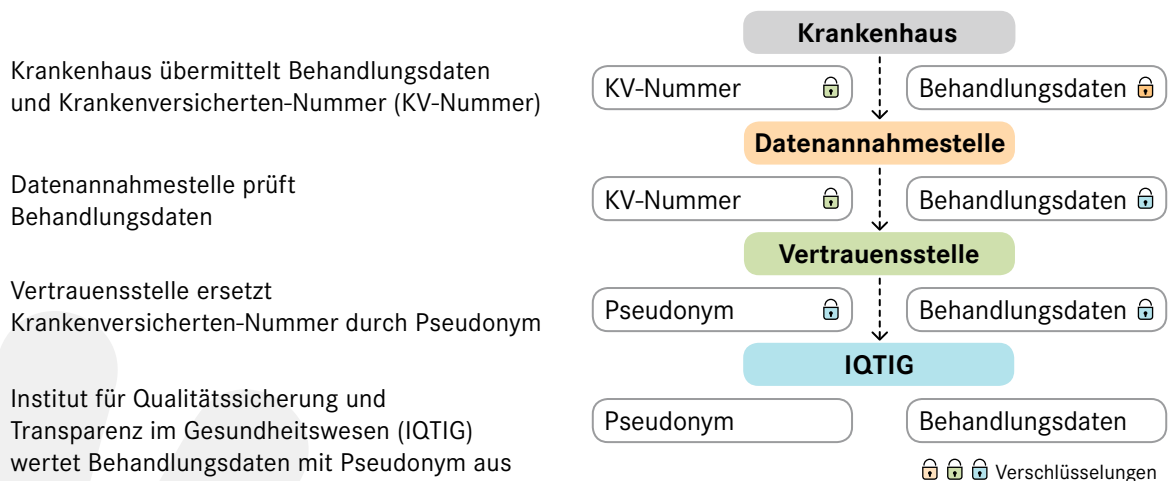 Krankenhaus
Krankenhaus übermittelt Behandlungsdaten
und Krankenversicherten-Nummer (KV-Nummer)
KV-Nummer
Behandlungsdaten
Datenannahmestelle
Datenannahmestelle prüft
Behandlungsdaten
KV-Nummer
Behandlungsdaten
Vertrauensstelle
Vertrauensstelle ersetzt
Krankenversicherten-Nummer durch Pseudonym
Pseudonym
Behandlungsdaten
IQTIG
Institut für Qualitätssicherung und
Transparenz im Gesundheitswesen (IQTIG)
wertet Behandlungsdaten mit Pseudonym aus
Pseudonym
Behandlungsdaten
Verschlüsselungen